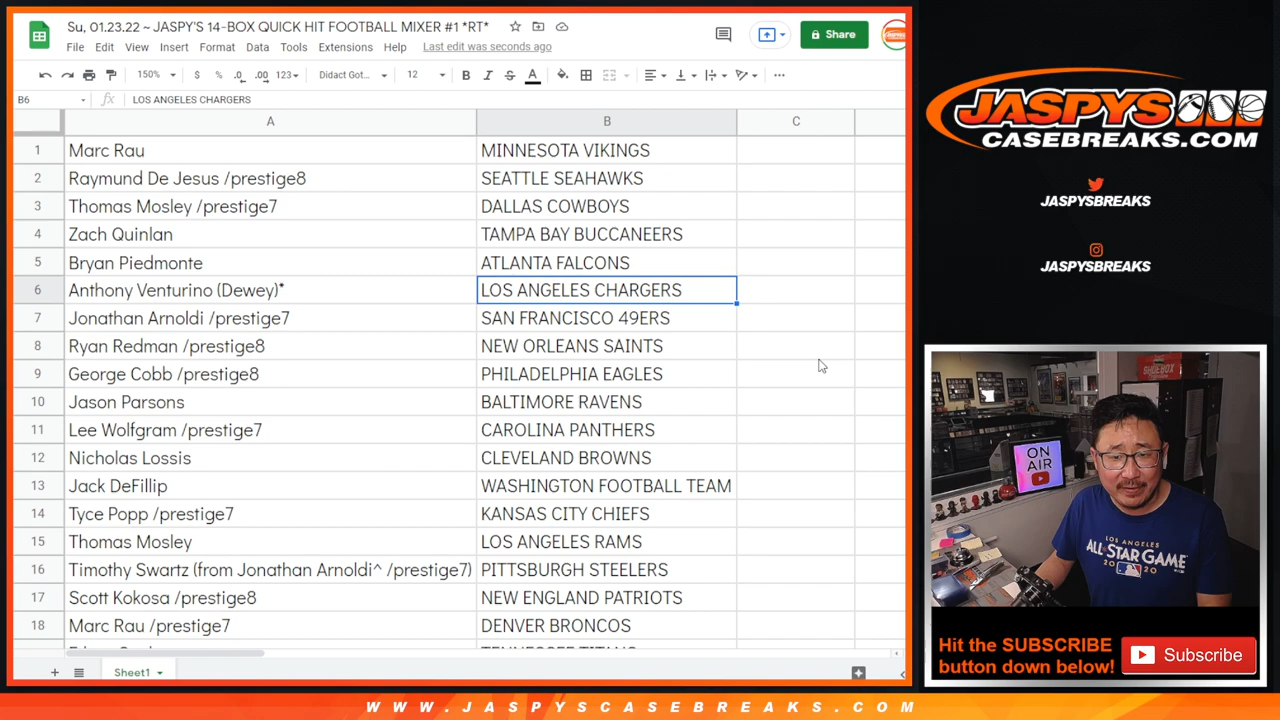 Su, 01.23.22 ~ JASPY'S 14-BOX QUICK HIT FOOTBALL MIXER #1 *RT*
File Edit View Insert Format Data Tools Extensions Help Last edit was seconds ago
Share
150% $ % .0 .00 123 Didact Got... 12 B I S A
B6 fx LOS ANGELES CHARGERS
A B C
1 Marc Rau MINNESOTA VIKINGS
2 Raymund De Jesus /prestige8 SEATTLE SEAHAWKS
3 Thomas Mosley /prestige7 DALLAS COWBOYS
4 Zach Quinlan TAMPA BAY BUCCANEERS
5 Bryan Piedmonte ATLANTA FALCONS
6 Anthony Venturino (Dewey)* LOS ANGELES CHARGERS
7 Jonathan Arnoldi /prestige7 SAN FRANCISCO 49ERS
8 Ryan Redman /prestige8 NEW ORLEANS SAINTS
9 George Cobb /prestige8 PHILADELPHIA EAGLES
10 Jason Parsons BALTIMORE RAVENS
11 Lee Wolfgram /prestige7 CAROLINA PANTHERS
12 Nicholas Lossis CLEVELAND BROWNS
13 Jack DeFillip WASHINGTON FOOTBALL TEAM
14 Tyce Popp /prestige7 KANSAS CITY CHIEFS
15 Thomas Mosley LOS ANGELES RAMS
16 Timothy Swartz (from Jonathan Arnoldi^ /prestige7) PITTSBURGH STEELERS
17 Scott Kokosa /prestige8 NEW ENGLAND PATRIOTS
18 Marc Rau /prestige7 DENVER BRONCOS
TENNESSEE TITANS
Sheet1
JASPYS
CASEBREAKS.COM
JASPYSBREAKS
JASPYSBREAKS
SHOEBOX
ON
AIR
LOS ANGELES
ALL-STAR GAME
2020
Hit the SUBSCRIBE
button down below!
Subscribe
WWW.JASPYSCASEBREAKS.COM